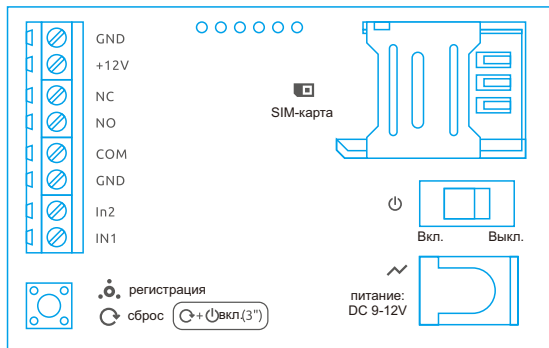 GND
+12V
NC
NO
COM
GND
In2
IN1
SIM-карта
Вкл. Выкл.
питание:
DC 9-12V
регистрация
сброс + вкл.(3")